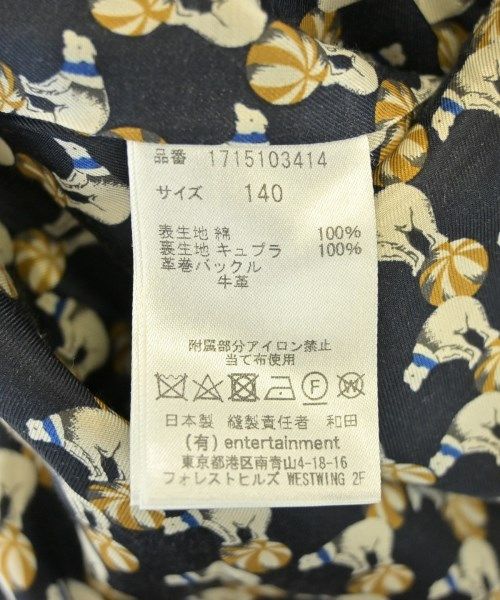 品番 1715103414
サイズ 140
表生地 綿 100%
裏生地 キュプラ 100%
革巻バックル
牛革
附属部分アイロン禁止
当て布使用
日本製 縫製責任者 和田
(有) entertainment
東京都港区南青山4-18-16
フォレストヒルズ WESTWING 2F